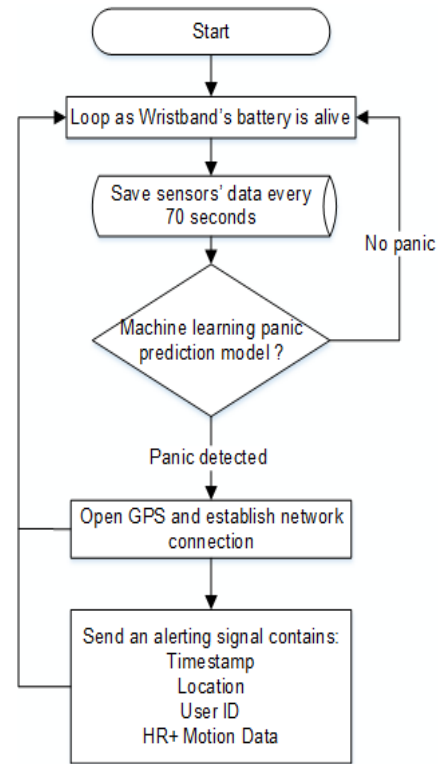 Start
Loop as Wristband's battery is alive
Save sensors' data every
70 seconds
No panic
Machine learning panic
prediction model ?
Panic detected
Open GPS and establish network
connection
Send an alerting signal contains:
Timestamp
Location
User ID
HR+ Motion Data